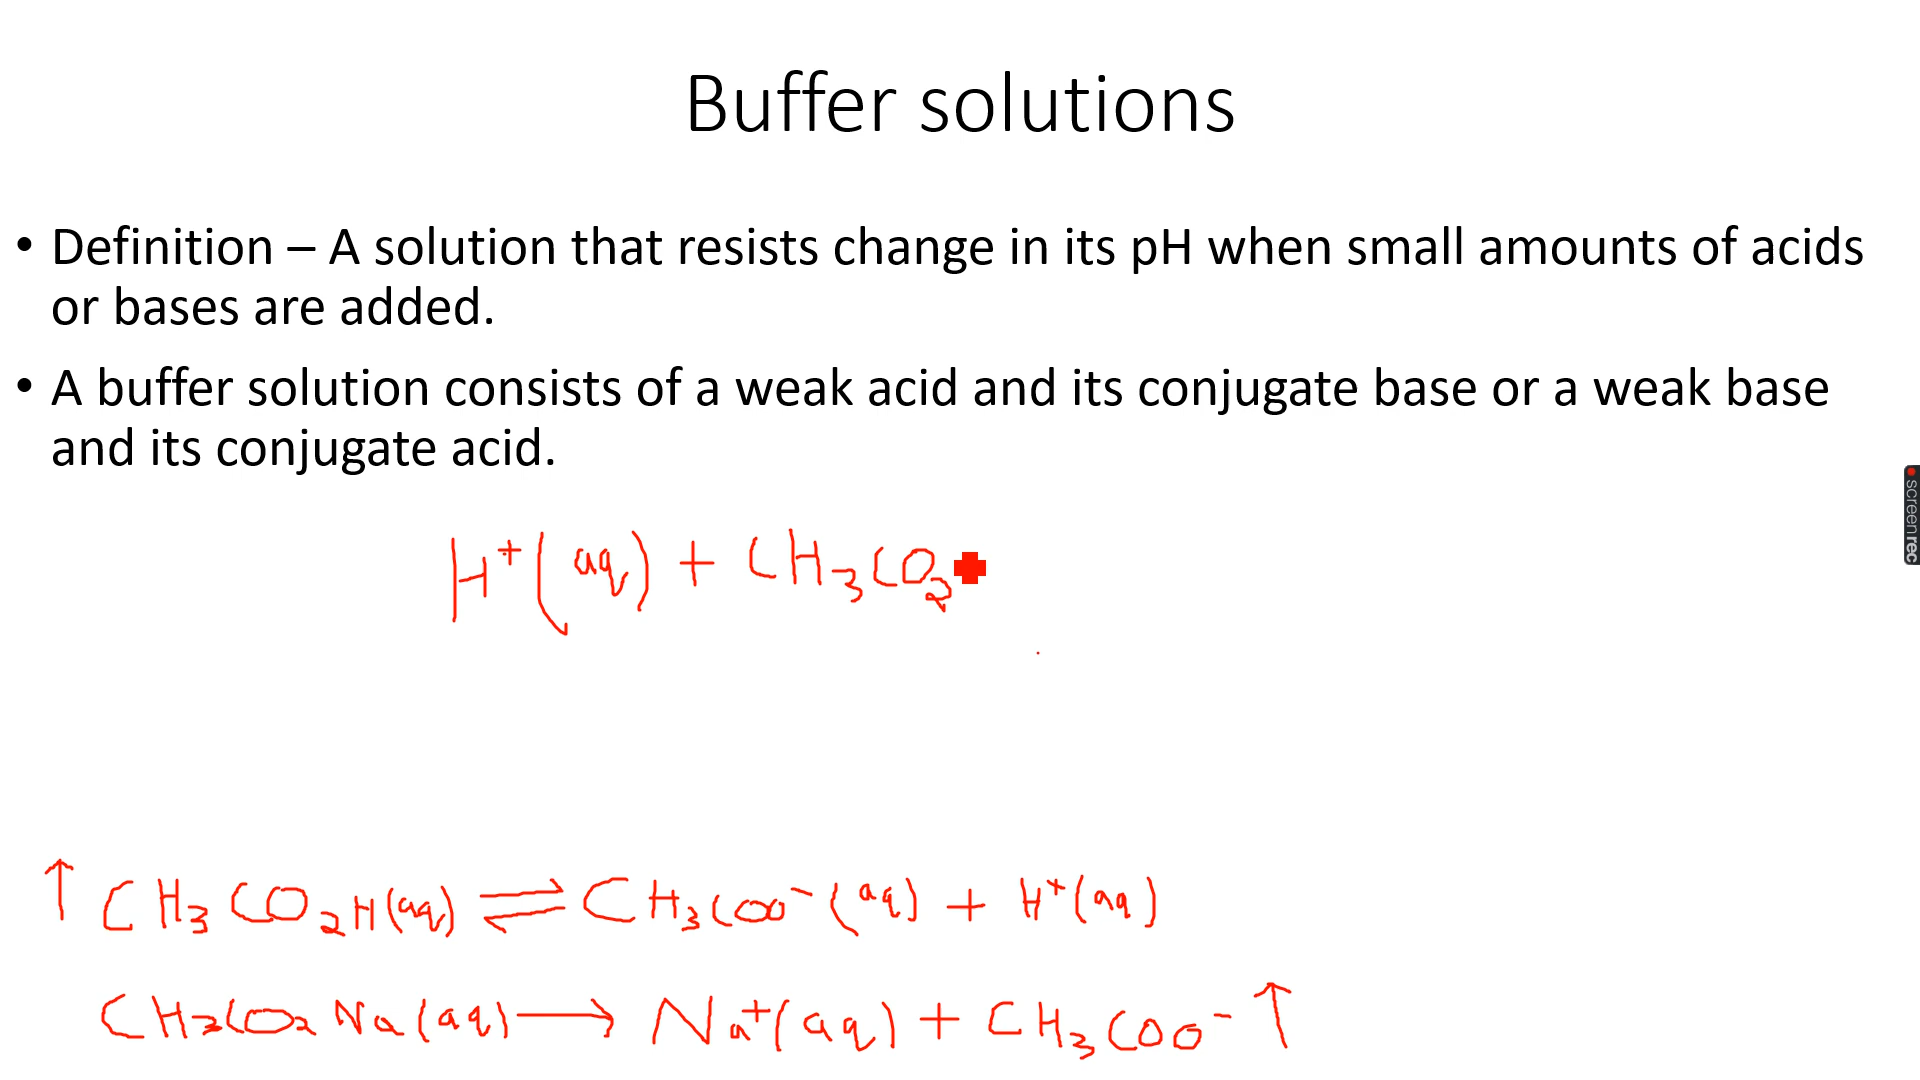 Buffer solutions
• Definition – A solution that resists change in its pH when small amounts of acids
or bases are added.
• A buffer solution consists of a weak acid and its conjugate base or a weak base
and its conjugate acid.
screenrec
H⁺(aq) + CH₃CO₂
↑ CH₃CO₂H(aq) ⇌ CH₃COO⁻(aq) + H⁺(aq)
CH₃CO₂Na(aq) → Na⁺(aq) + CH₃COO⁻ ↑